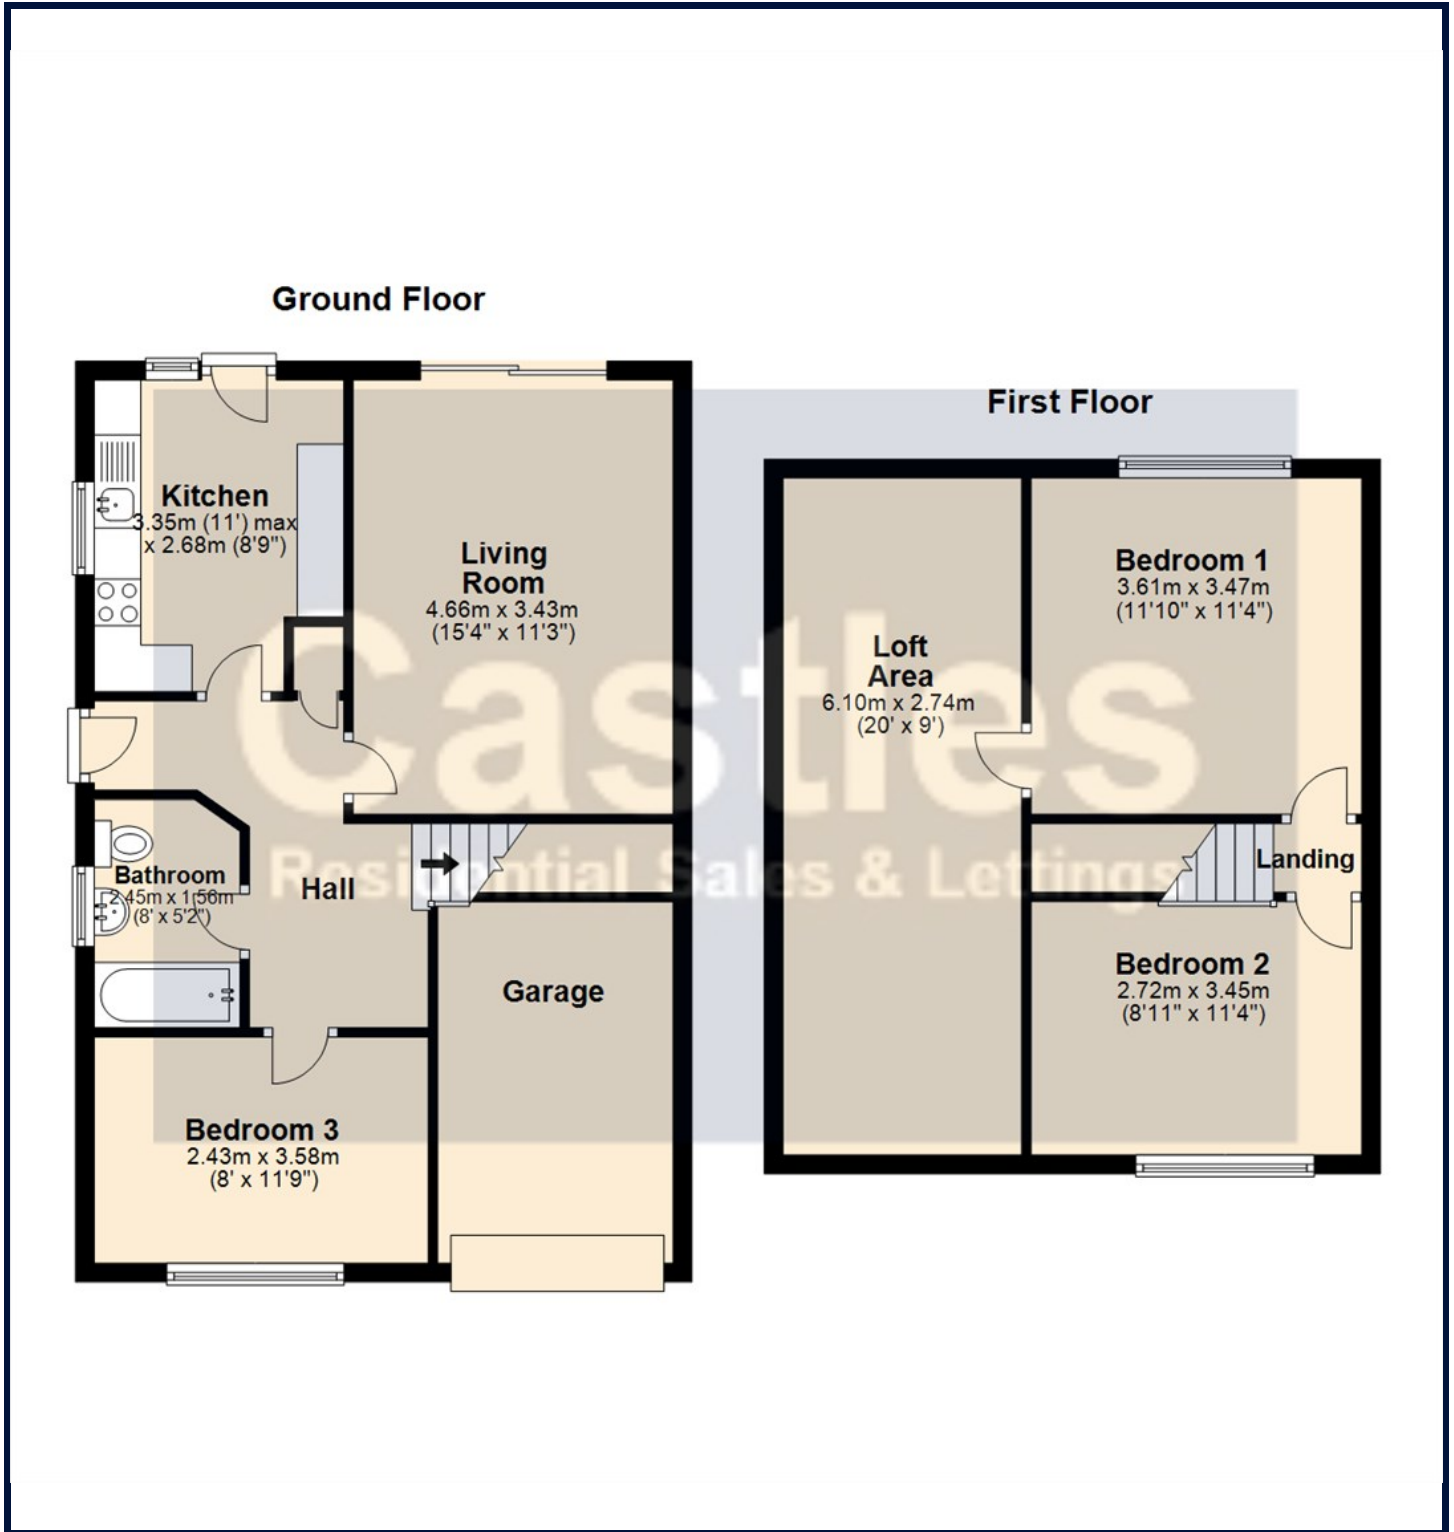 Ground Floor
Kitchen
3.35m (11') max
x 2.68m (8'9")
Living
Room
4.66m x 3.43m
(15'4" x 11'3")
Bathroom
2.45m x 1.56m
(8' x 5'2")
Hall
Garage
Bedroom 3
2.43m x 3.58m
(8' x 11'9")
First Floor
Loft
Area
6.10m x 2.74m
(20' x 9')
Bedroom 1
3.61m x 3.47m
(11'10" x 11'4")
Landing
Bedroom 2
2.72m x 3.45m
(8'11" x 11'4")
Castles
Residential Sales & Lettings